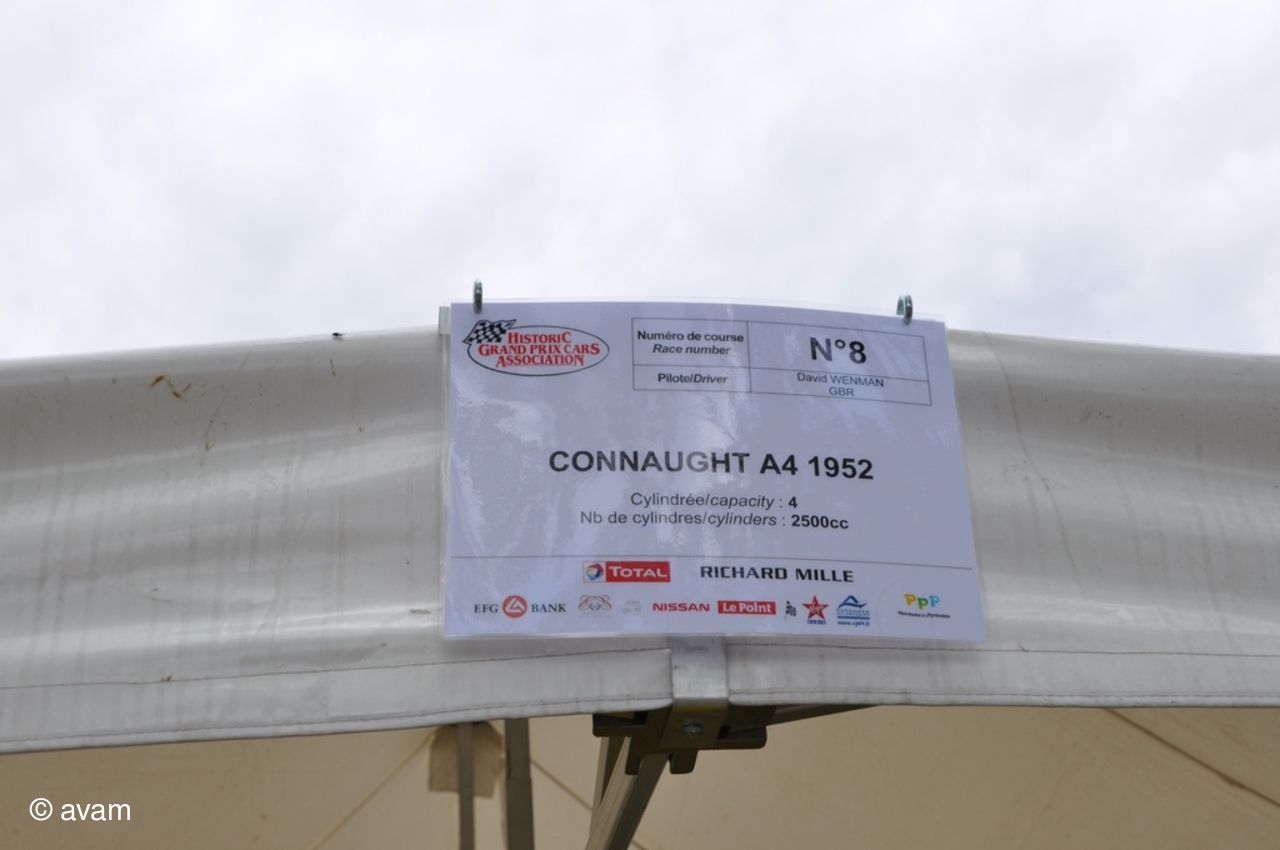 HISTORIC
GRAND PRIX CARS
ASSOCIATION
Numéro de course
Race number
N°8
Pilote/Driver
David WENMAN
GBR
CONNAUGHT A4 1952
Cylindrée/capacity : 4
Nb de cylindres/cylinders : 2500cc
TOTAL RICHARD MILLE
EFG BANK NISSAN Le Point PPP
© avam